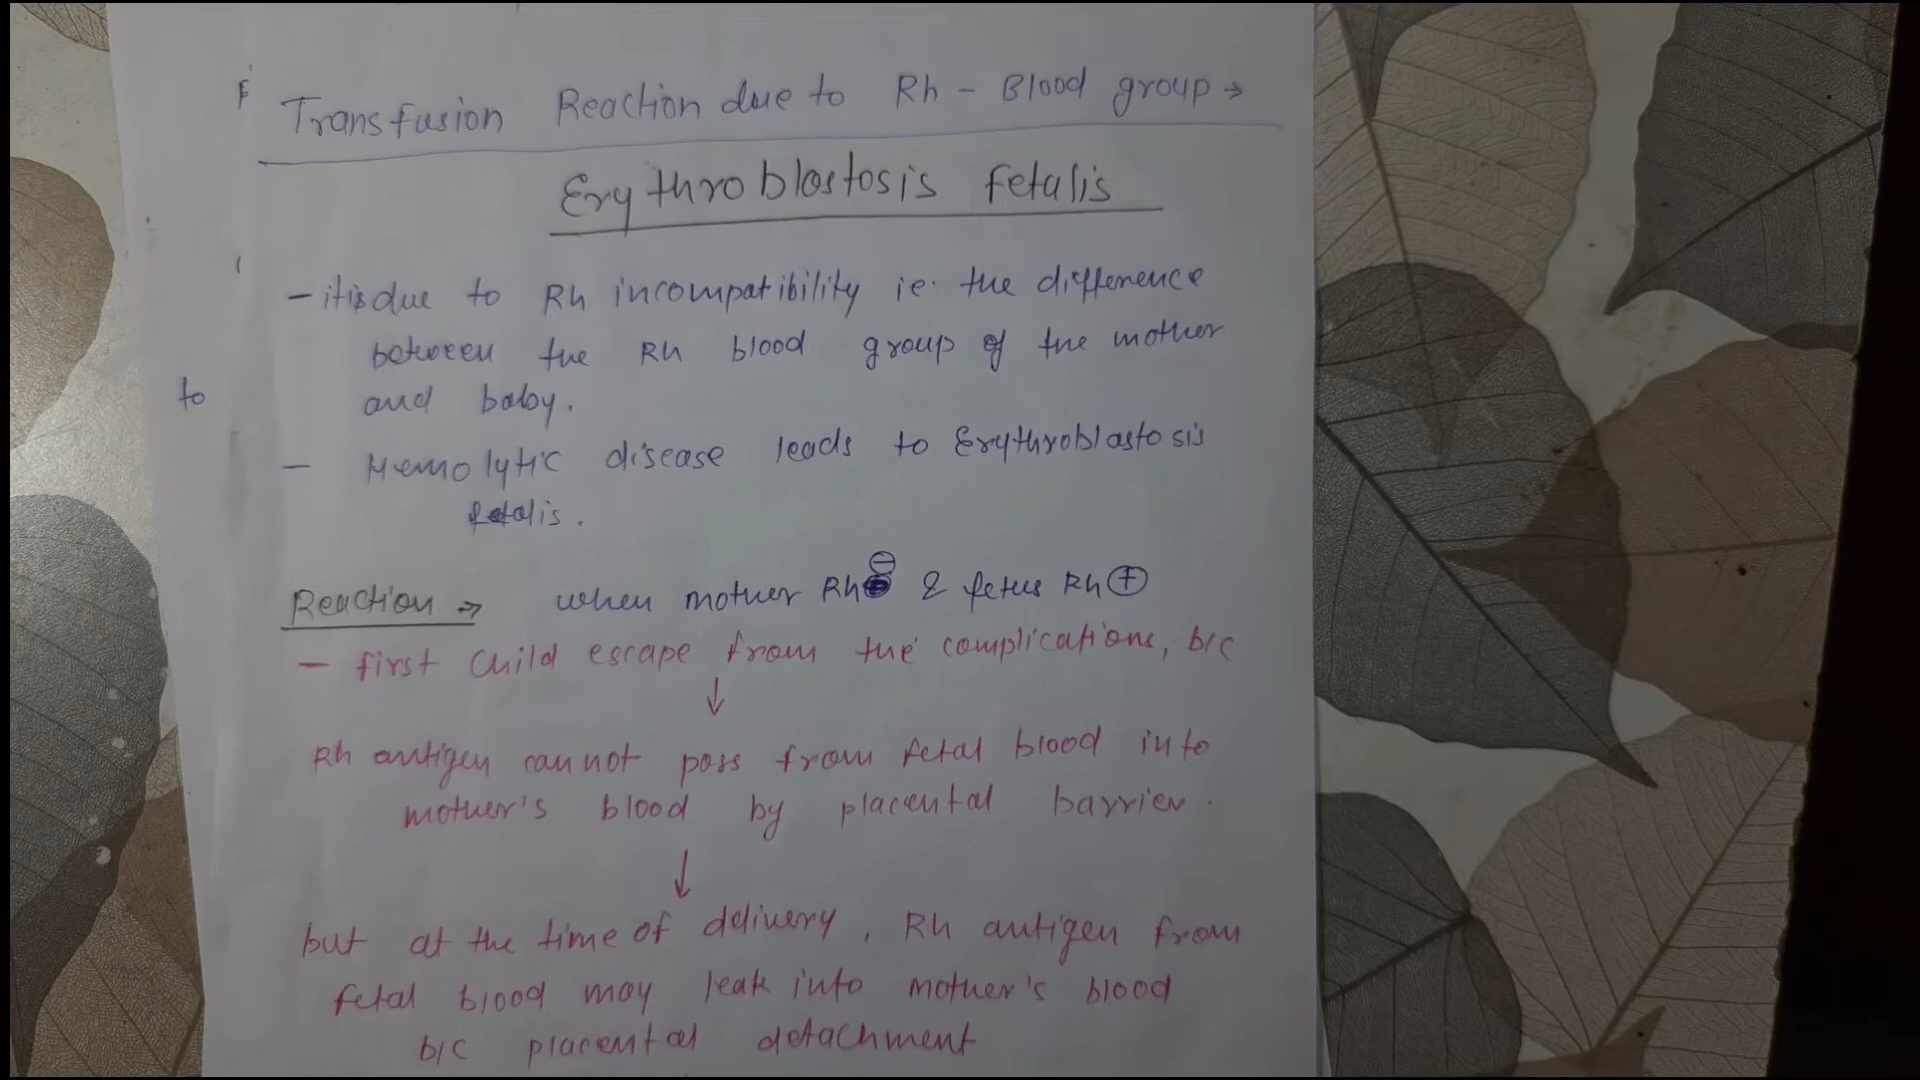 Transfusion Reaction due to Rh - Blood group →
Erythroblastosis fetalis
- it is due to Rh incompatibility ie. the difference
between the Rh blood group of the mother
to
and baby.
- Hemolytic disease leads to Erythroblastosis
fetalis.
Reaction → when mother Rh ⊖ & fetus Rh ⊕
- first child escape from the complications, b/c
↓
Rh antigen cannot pass from fetal blood into
mother's blood by placental barrier.
↓
but at the time of delivery, Rh antigen from
fetal blood may leak into mother's blood
b/c placental detachment